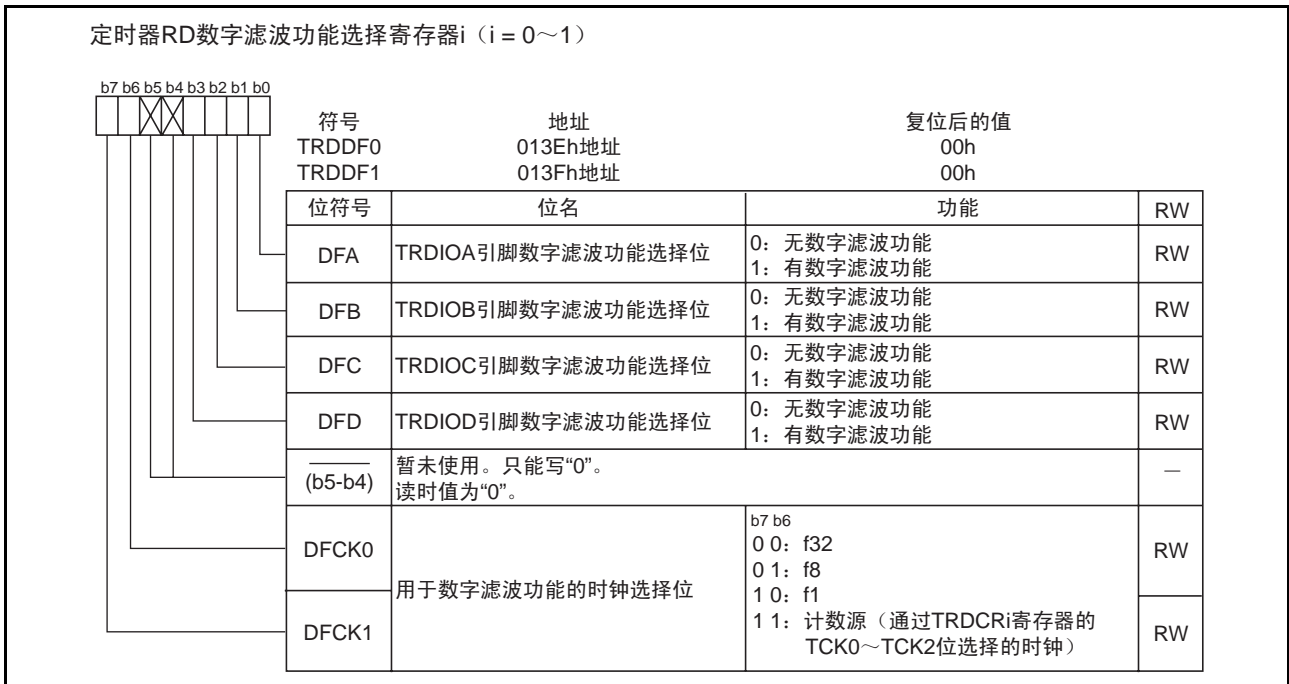 定时器RD数字滤波功能选择寄存器i（i = 0～1）
b7 b6 b5 b4 b3 b2 b1 b0
符号 地址 复位后的值
TRDDF0 013Eh地址 00h
TRDDF1 013Fh地址 00h
位符号 位名 功能 RW
DFA TRDIOA引脚数字滤波功能选择位 0：无数字滤波功能 RW
1：有数字滤波功能
DFB TRDIOB引脚数字滤波功能选择位 0：无数字滤波功能 RW
1：有数字滤波功能
DFC TRDIOC引脚数字滤波功能选择位 0：无数字滤波功能 RW
1：有数字滤波功能
DFD TRDIOD引脚数字滤波功能选择位 0：无数字滤波功能 RW
1：有数字滤波功能
(b5-b4) 暂未使用。只能写“0”。 —
读时值为“0”。
DFCK0 用于数字滤波功能的时钟选择位 b7 b6 RW
0 0：f32
0 1：f8
1 0：f1
DFCK1 1 1：计数源（通过TRDCRi寄存器的 RW
TCK0～TCK2位选择的时钟）